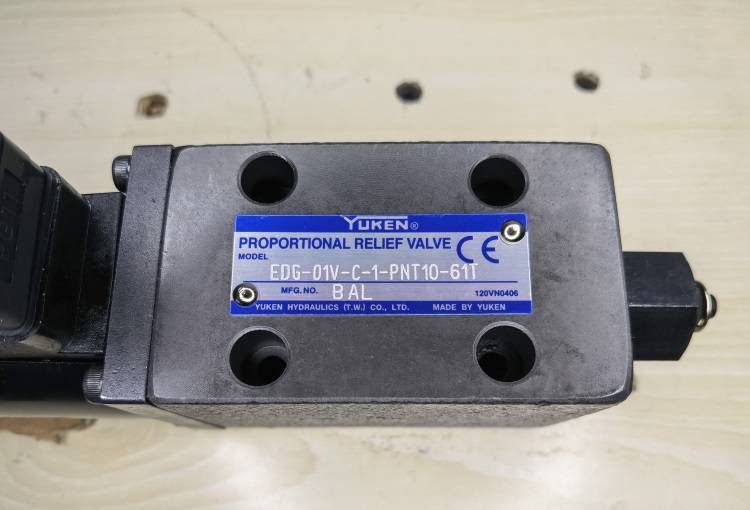 YUKEN®
PROPORTIONAL RELIEF VALVE CE
MODEL EDG-01V-C-1-PNT10-61T
MFG.NO. BAL 120VN0406
YUKEN HYDRAULICS (T.W.) CO., LTD. MADE BY YUKEN